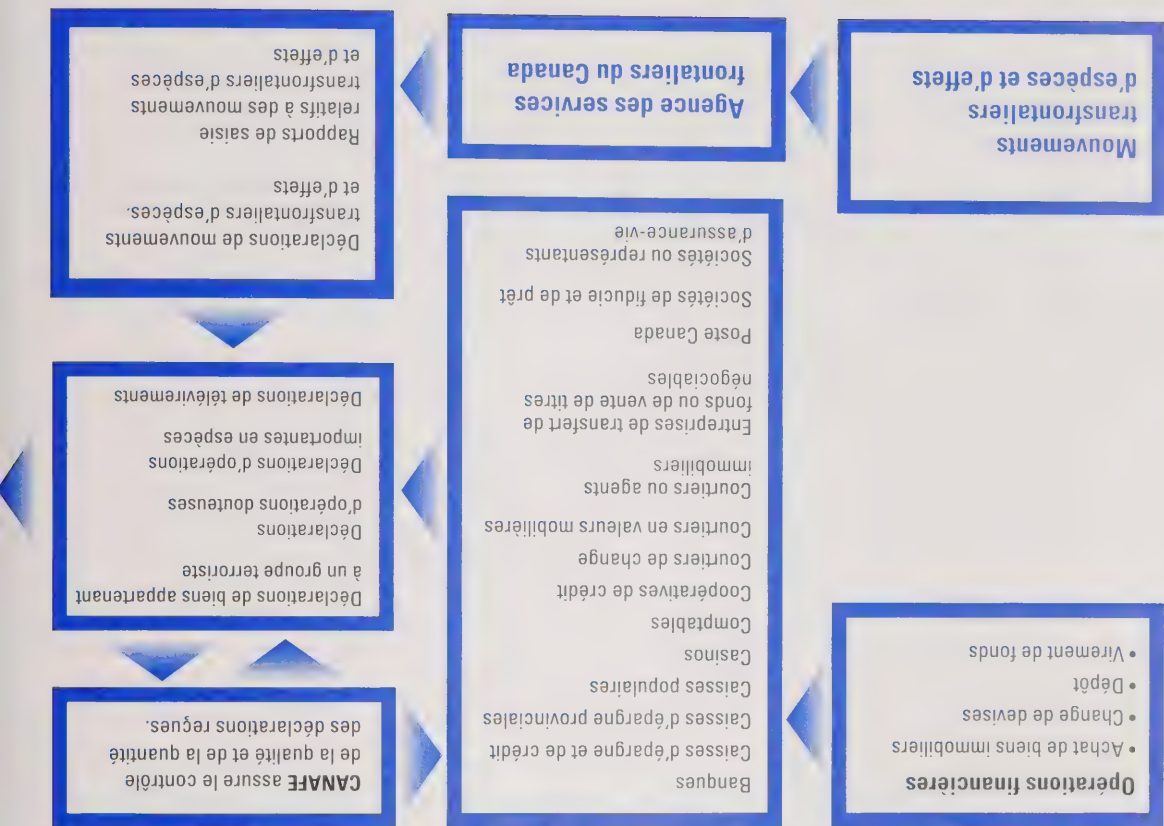 Opérations financières
• Achat de biens immobiliers
• Change de devises
• Dépôt
• Virement de fonds
Banques
Caisses d'épargne et de crédit
Caisses d'épargne provinciales
Caisses populaires
Casinos
Comptables
Coopératives de crédit
Courtiers de change
Courtiers en valeurs mobilières
Courtiers ou agents
immobiliers
Entreprises de transfert de
fonds ou de vente de titres
négociables
Poste Canada
Sociétés de fiducie et de prêt
Sociétés ou représentants
d'assurance-vie
CANAFE assure le contrôle
de la qualité et de la quantité
des déclarations reçues.
Déclarations de biens appartenant
à un groupe terroriste
Déclarations
d'opérations douteuses
Déclarations d'opérations
importantes en espèces
Déclarations de télévirements
Mouvements
transfrontaliers
d'espèces et d'effets
Agence des services
frontaliers du Canada
Déclarations de mouvements
transfrontaliers d'espèces.
et d'effets
Rapports de saisie
relatifs à des mouvements
transfrontaliers d'espèces
et d'effets